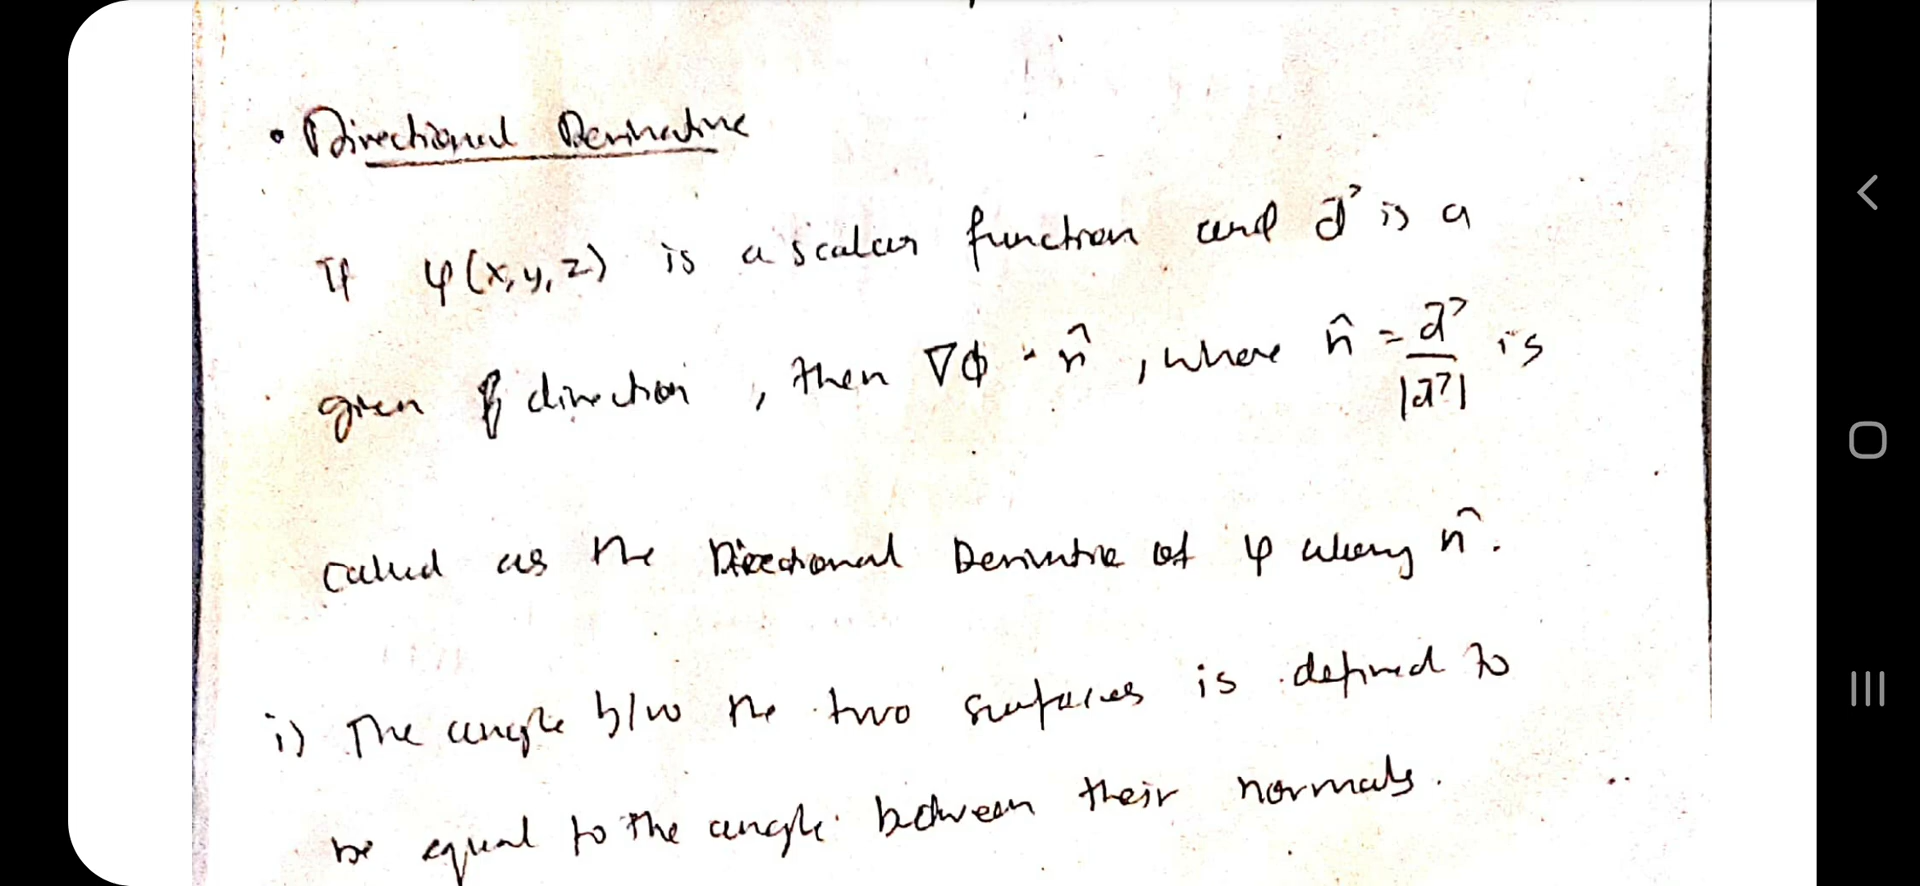 • Directional Derivative
If φ(x,y,z) is a scalar function and d⃗ is a
given direction, then ∇ϕ · n̂, where n̂ = d⃗/|d⃗| is
called as the Directional Derivative of φ along n̂.
i) The angle b/w the two surfaces is defined to
be equal to the angle between their normals.